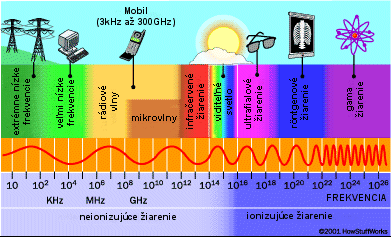 Mobil
(3kHz až 300GHz)
extrémne nízke
frekvencie
veľmi nízke
frekvencie
rádiové
vlny
mikrovlny
infračervené
žiarenie
viditeľné
svetlo
ultrafialové
žiarenie
röntgenové
žiarenie
gama
žiarenie
10 10² 10⁴ 10⁶ 10⁸ 10¹⁰ 10¹² 10¹⁴ 10¹⁶ 10¹⁸ 10²⁰ 10²² 10²⁴ 10²⁶
KHz MHz GHz FREKVENCIA
neionizujúce žiarenie ionizujúce žiarenie
©2001 HowStuffWorks